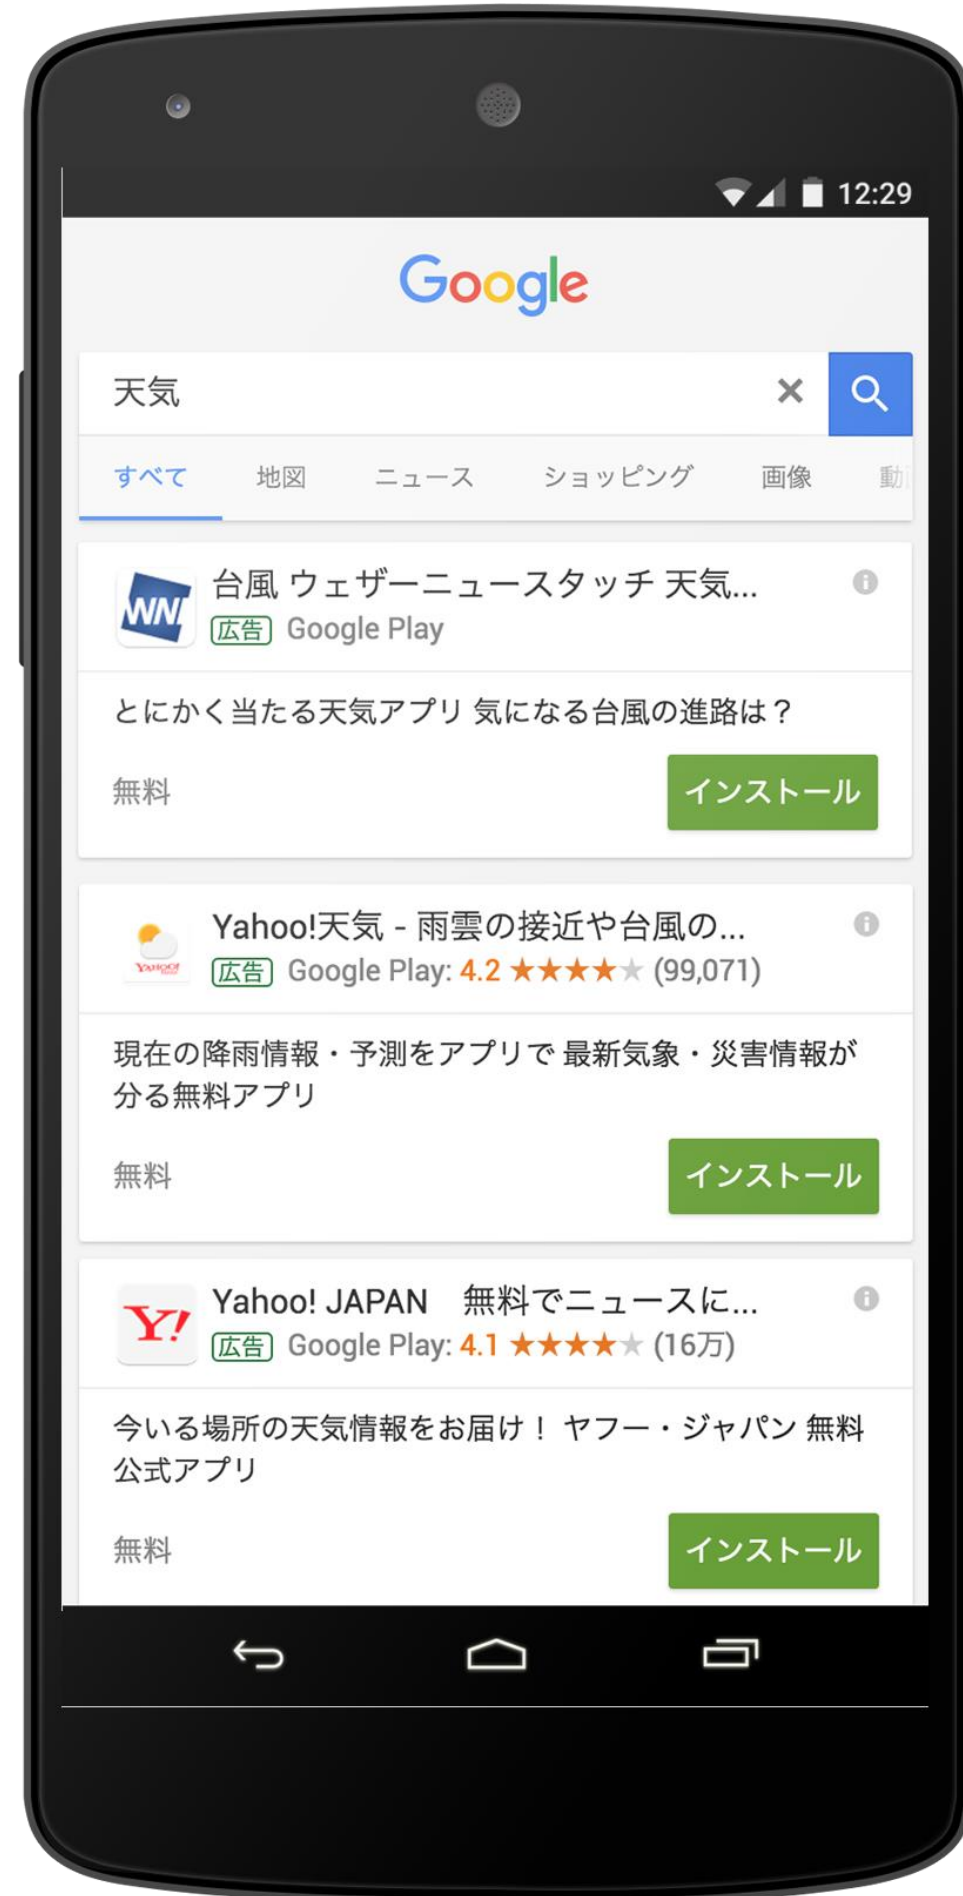 12:29
Google
天気
すべて 地図 ニュース ショッピング 画像 動
WNI 台風 ウェザーニュースタッチ 天気...
広告 Google Play
とにかく当たる天気アプリ 気になる台風の進路は？
無料 インストール
Yahoo!天気 - 雨雲の接近や台風の...
YAHOO! 広告 Google Play: 4.2 ★★★★★ (99,071)
現在の降雨情報・予測をアプリで 最新気象・災害情報が
分る無料アプリ
無料 インストール
Yahoo! JAPAN　無料でニュースに...
Y! 広告 Google Play: 4.1 ★★★★★ (16万)
今いる場所の天気情報をお届け！ ヤフー・ジャパン 無料
公式アプリ
無料 インストール